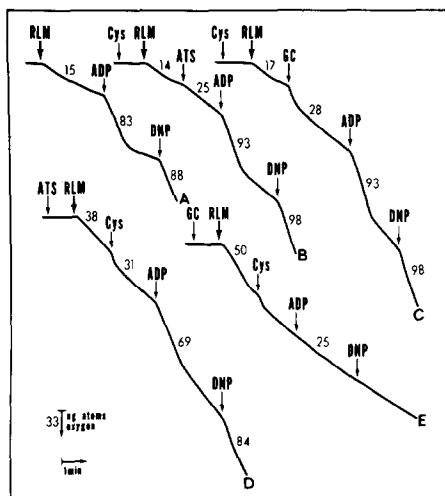 Cys RLM Cys RLM
RLM ATS GC
15 ADP 14 25 ADP 17
28 ADP
83 DNP 93 DNP
88 93 DNP
A 98 98
ATS RLM GC RLM B
38 Cys 50 Cys
31 ADP ADP C
25 DNP
69
DNP E
33 ng atoms
oxygen 84
1min D